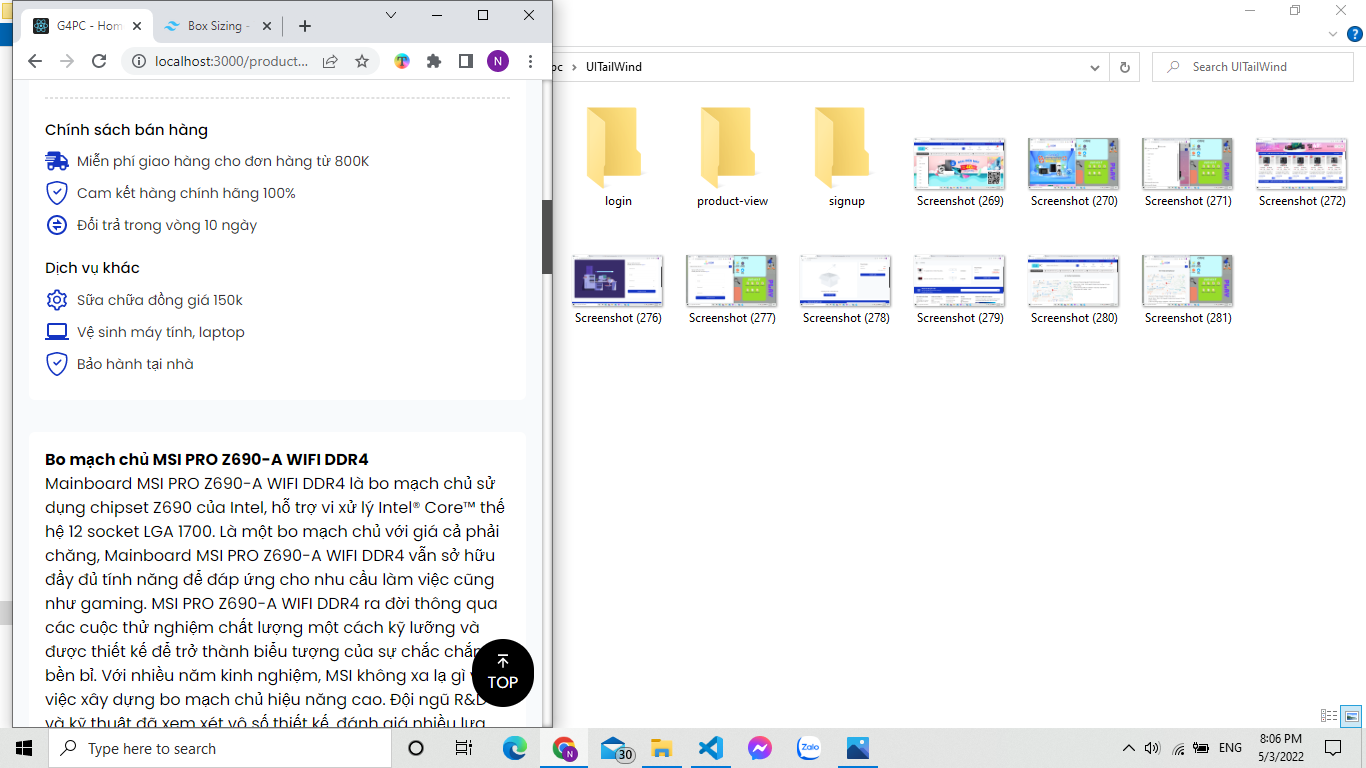 G4PC - Hom
Box Sizing -
localhost:3000/product...
N
Chính sách bán hàng
Miễn phí giao hàng cho đơn hàng từ 800K
Cam kết hàng chính hãng 100%
Đổi trả trong vòng 10 ngày
Dịch vụ khác
Sữa chữa đồng giá 150k
Vệ sinh máy tính, laptop
Bảo hành tại nhà
Bo mạch chủ MSI PRO Z690-A WIFI DDR4
Mainboard MSI PRO Z690-A WIFI DDR4 là bo mạch chủ sử
dụng chipset Z690 của Intel, hỗ trợ vi xử lý Intel® Core™ thế
hệ 12 socket LGA 1700. Là một bo mạch chủ với giá cả phải
chăng, Mainboard MSI PRO Z690-A WIFI DDR4 vẫn sở hữu
đầy đủ tính năng để đáp ứng cho nhu cầu làm việc cũng
như gaming. MSI PRO Z690-A WIFI DDR4 ra đời thông qua
các cuộc thử nghiệm chất lượng một cách kỹ lưỡng và
được thiết kế để trở thành biểu tượng của sự chắc chắn
bền bỉ. Với nhiều năm kinh nghiệm, MSI không xa lạ gì
việc xây dựng bo mạch chủ hiệu năng cao. Đội ngũ R&D
và kỹ thuật đã xem xét vô số thiết kế, đánh giá nhiều lựa
TOP
pc › UITailWind
Search UITailWind
login
product-view
signup
Screenshot (269)
Screenshot (270)
Screenshot (271)
Screenshot (272)
Screenshot (276)
Screenshot (277)
Screenshot (278)
Screenshot (279)
Screenshot (280)
Screenshot (281)
Type here to search
N
30
Zalo
ENG
8:06 PM
5/3/2022